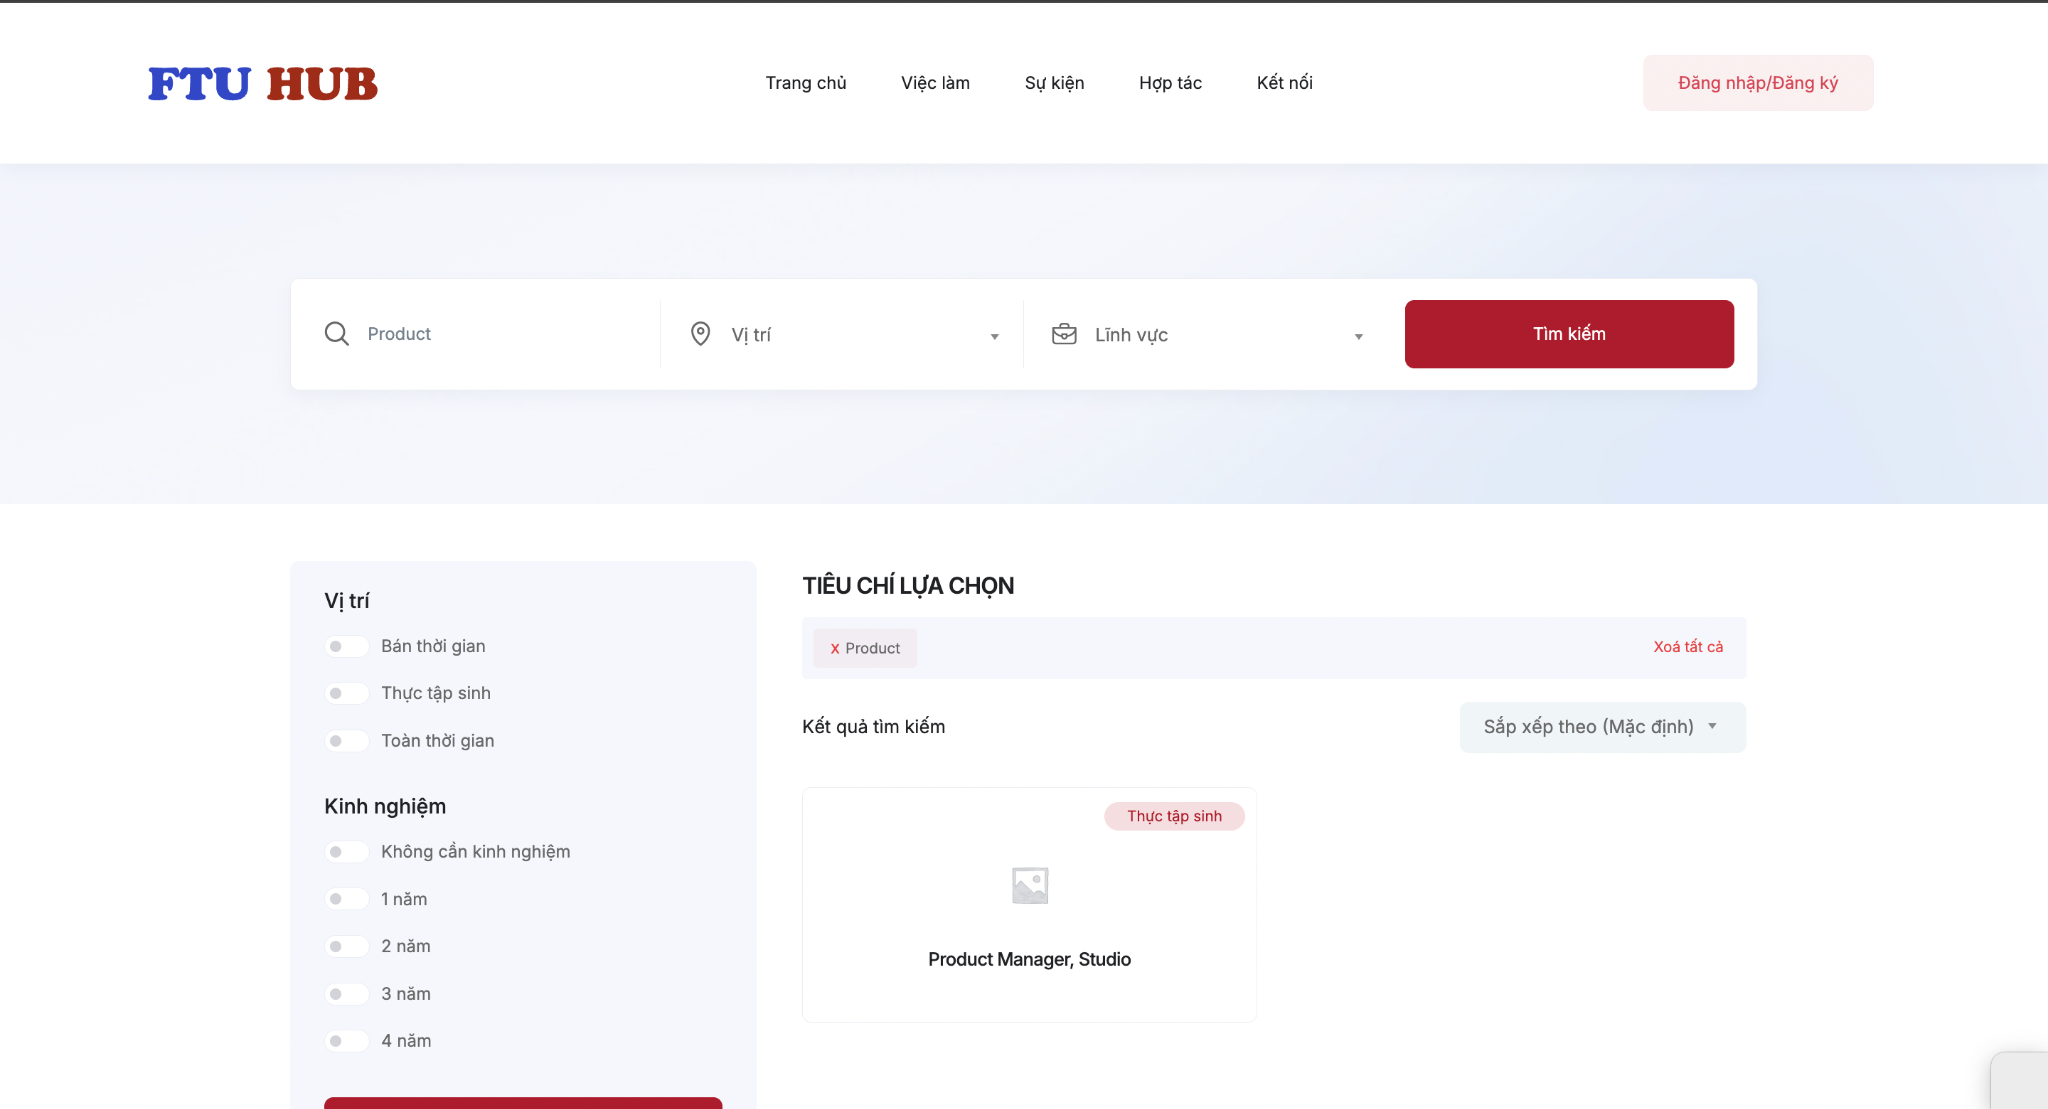 FTU HUB
Trang chủ
Việc làm
Sự kiện
Hợp tác
Kết nối
Đăng nhập/Đăng ký
Product
Vị trí
Lĩnh vực
Tìm kiếm
Vị trí
Bán thời gian
Thực tập sinh
Toàn thời gian
Kinh nghiệm
Không cần kinh nghiệm
1 năm
2 năm
3 năm
4 năm
TIÊU CHÍ LỰA CHỌN
x Product
Xoá tất cả
Kết quả tìm kiếm
Sắp xếp theo (Mặc định)
Thực tập sinh
Product Manager, Studio